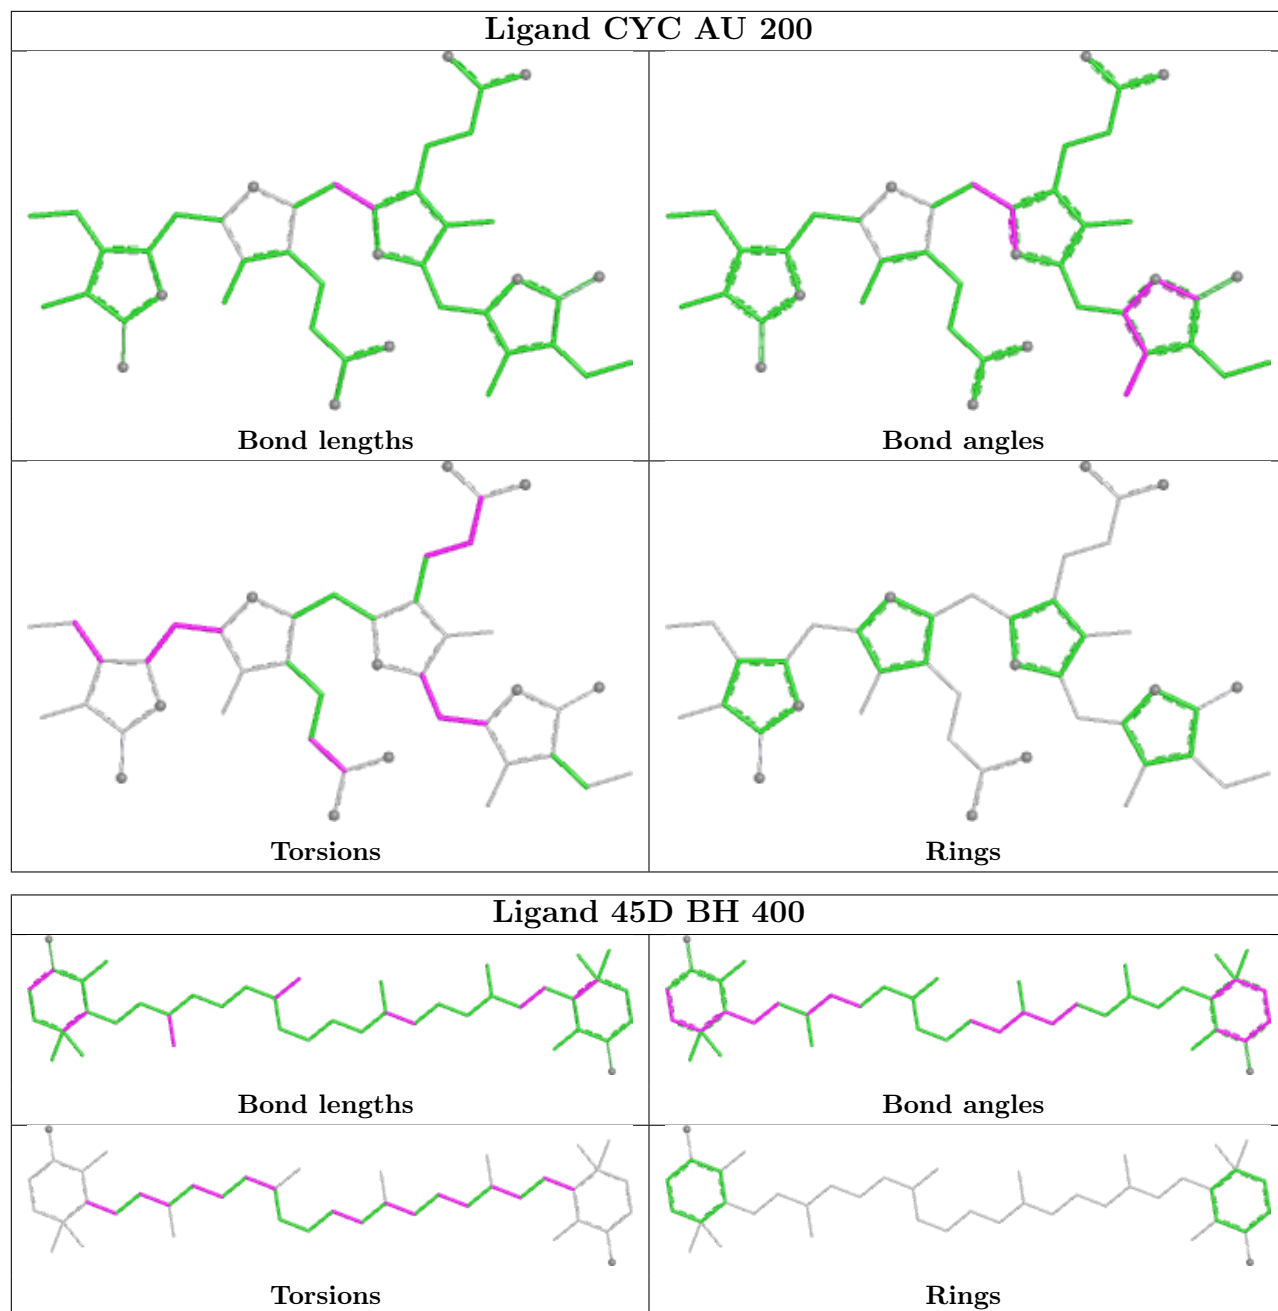 Ligand CYC AU 200
Bond lengths
Bond angles
Torsions
Rings
Ligand 45D BH 400
Bond lengths
Bond angles
Torsions
Rings